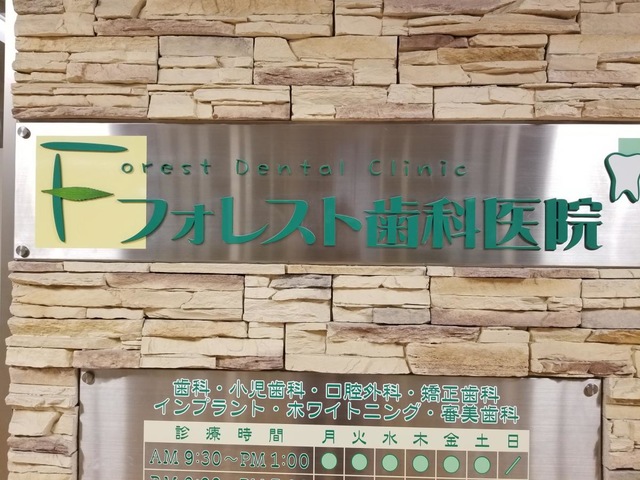 Forest Dental Clinic
フォレスト歯科医院
歯科・小児歯科・口腔外科・矯正歯科
インプラント・ホワイトニング・審美歯科
診療時間 月 火 水 木 金 土 日
AM 9:30～PM 1:00 ● ● ● ● ● ● /